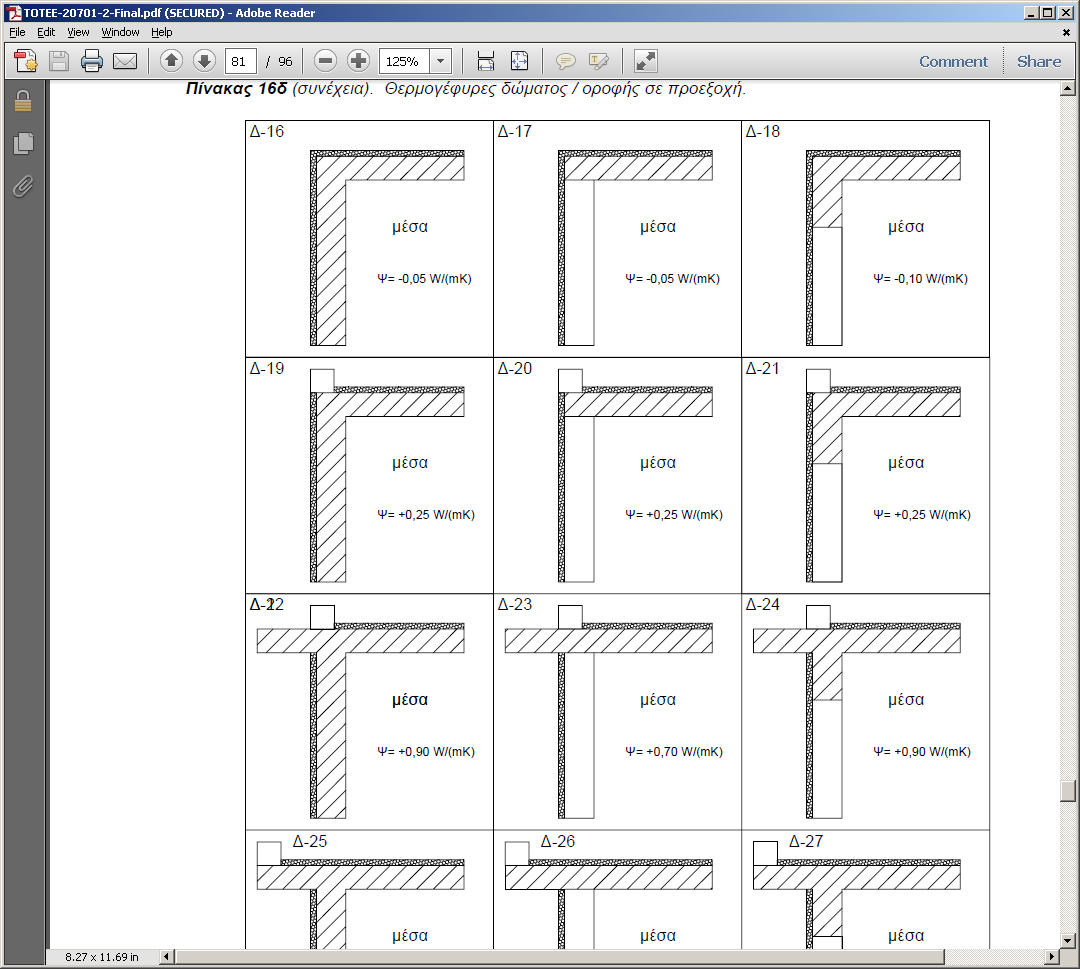 TOTEE-20701-2-Final.pdf (SECURED) - Adobe Reader
File Edit View Window Help
81 / 96 125% Comment Share
Πίνακας 16δ (συνέχεια). Θερμογέφυρες δώματος / οροφής σε προεξοχή.
Δ-16 Δ-17 Δ-18
μέσα μέσα μέσα
Ψ= -0,05 W/(mK) Ψ= -0,05 W/(mK) Ψ= -0,10 W/(mK)
Δ-19 Δ-20 Δ-21
μέσα μέσα μέσα
Ψ= +0,25 W/(mK) Ψ= +0,25 W/(mK) Ψ= +0,25 W/(mK)
Δ-22 Δ-23 Δ-24
μέσα μέσα μέσα
Ψ= +0,90 W/(mK) Ψ= +0,70 W/(mK) Ψ= +0,90 W/(mK)
Δ-25 Δ-26 Δ-27
μέσα μέσα μέσα
8.27 x 11.69 in